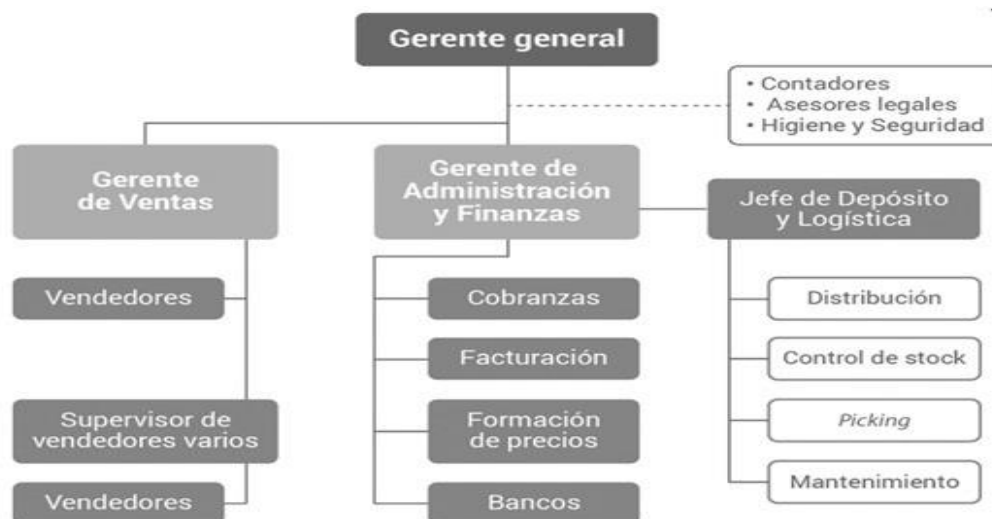 Gerente general
• Contadores
• Asesores legales
• Higiene y Seguridad
Gerente
de Ventas
Gerente de
Administración
y Finanzas
Jefe de Depósito
y Logística
Vendedores
Supervisor de
vendedores varios
Vendedores
Cobranzas
Facturación
Formación
de precios
Bancos
Distribución
Control de stock
Picking
Mantenimiento